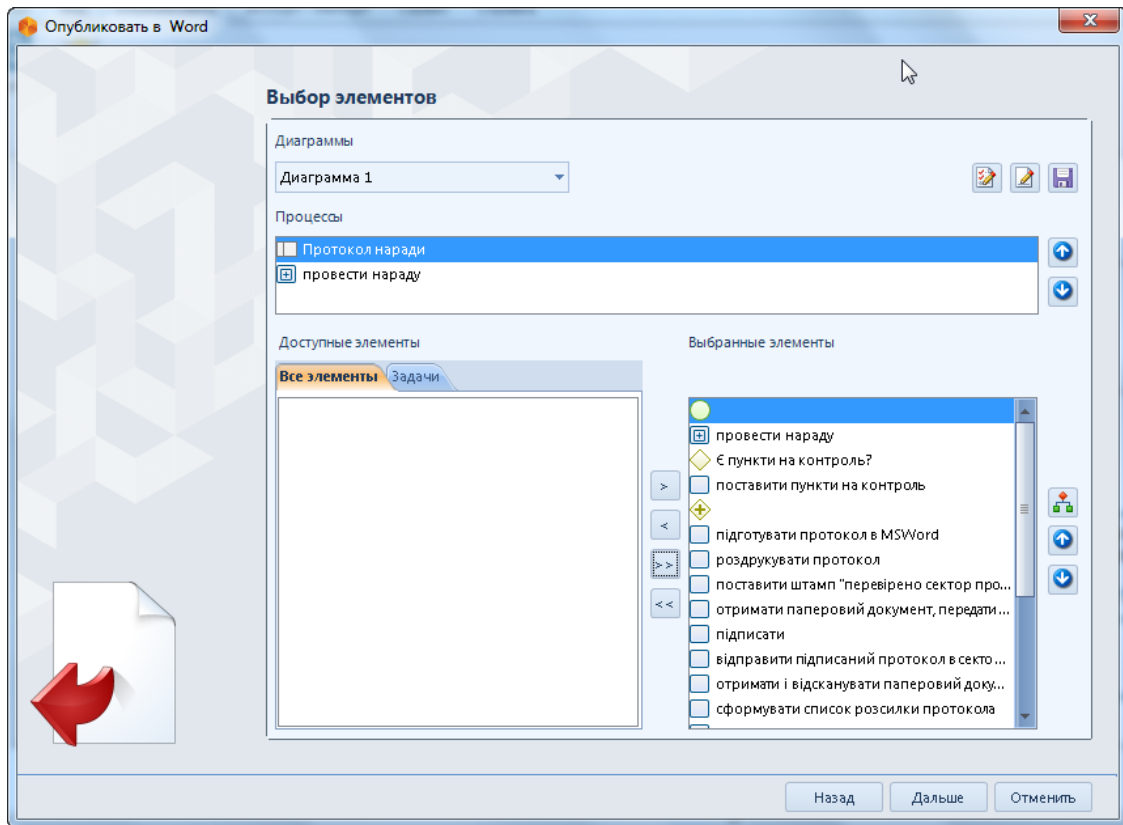 Опубликовать в Word
Выбор элементов
Диаграммы
Диаграмма 1
Процессы
Протокол наради
провести нараду
Доступные элементы
Выбранные элементы
Все элементы
Задачи
провести нараду
Є пункти на контроль?
поставити пункти на контроль
підготувати протокол в MSWord
роздрукувати протокол
поставити штамп "перевірено сектор про...
отримати паперовий документ, передати ...
підписати
відправити підписаний протокол в секто ...
отримати і відсканувати паперовий доку...
сформувати список розсилки протокола
>
<
>>
<<
Назад
Дальше
Отменить